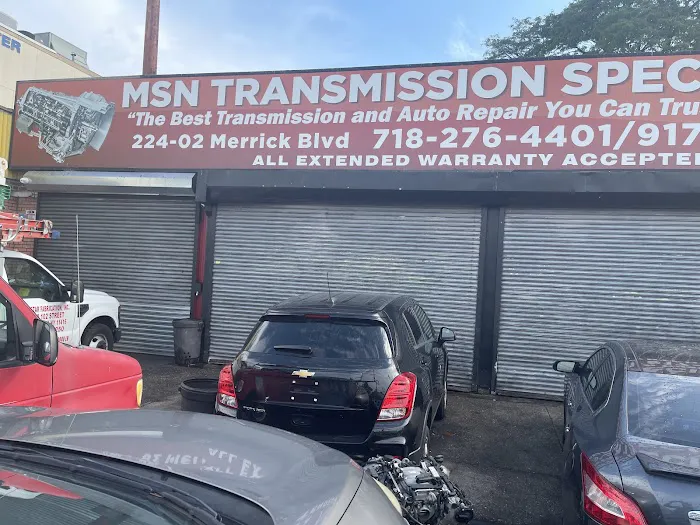 MSN TRANSMISSION SPEC
"The Best Transmission and Auto Repair You Can Tru
224-02 Merrick Blvd 718-276-4401/917
ALL EXTENDED WARRANTY ACCEPTE